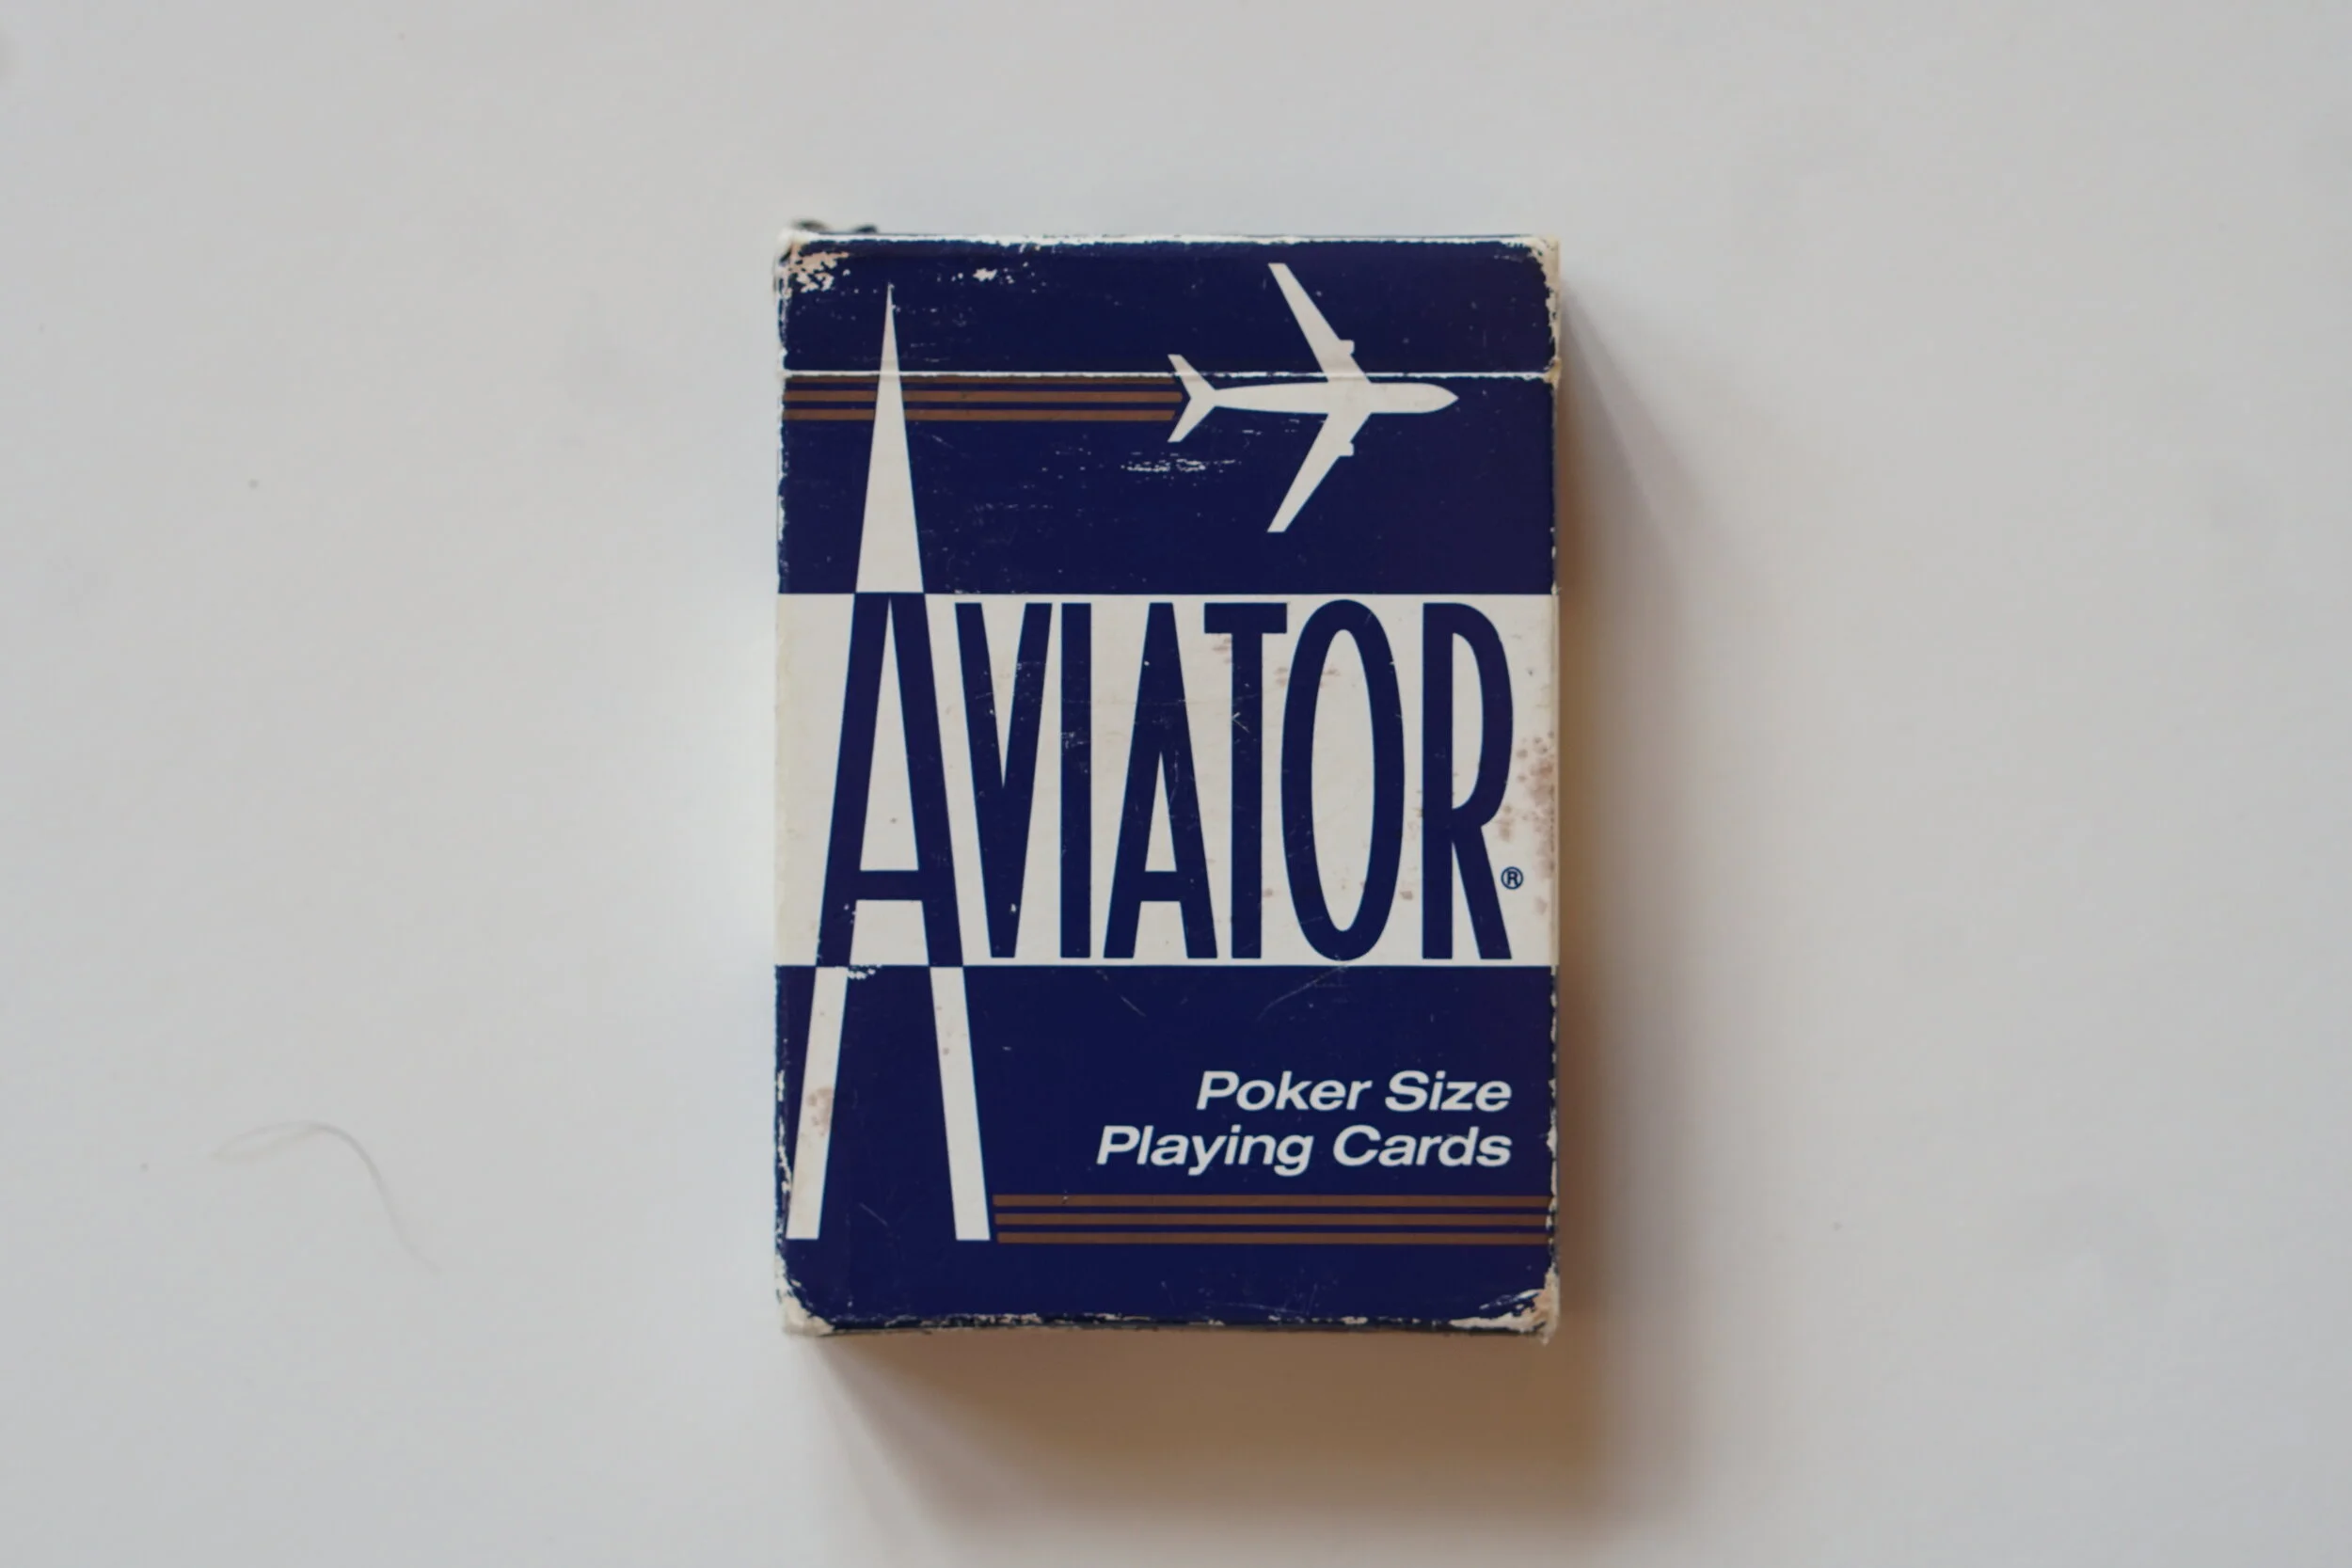 AVIATOR®
Poker Size
Playing Cards